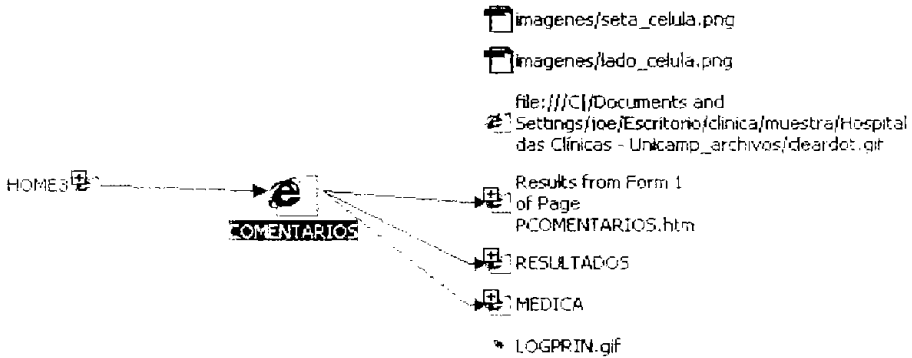 imagenes/seta_celula.png
imagenes/lado_celula.png
file:///C|/Documents and
Settings/joe/Escritorio/clinica/muestra/Hospital
das Clínicas - Unicamp_archivos/cleardot.gif
HOME3
COMENTARIOS
Results from Form 1
of Page
PCOMENTARIOS.htm
RESULTADOS
MEDICA
LOGPRIN.gif